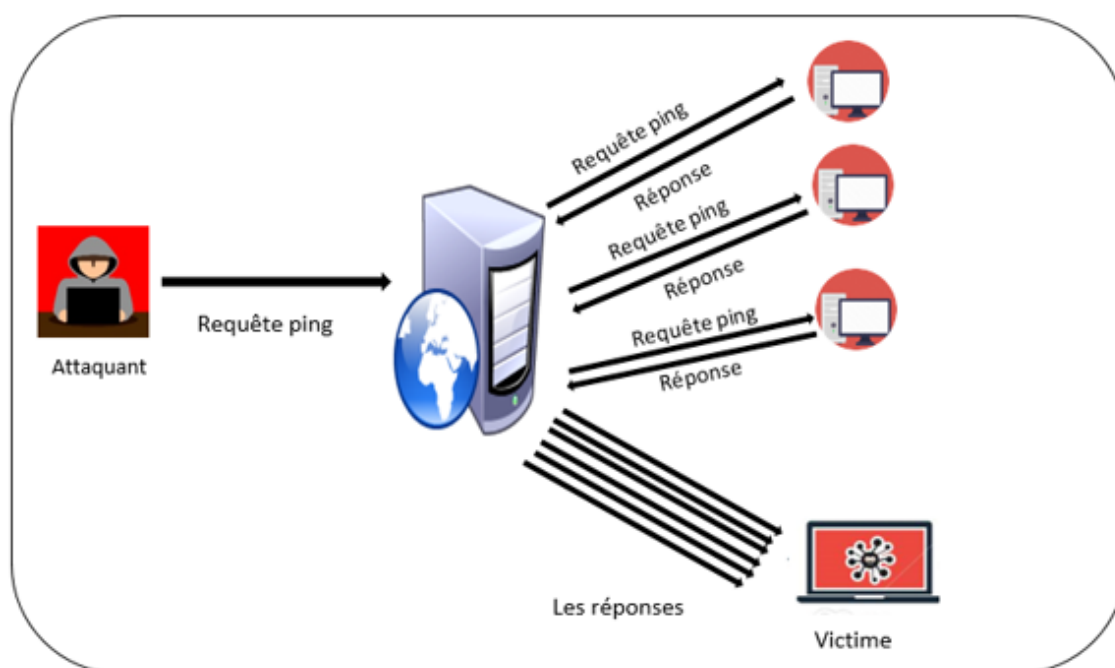 Requête ping
Réponse
Requête ping
Réponse
Requête ping
Réponse
Requête ping
Attaquant
Les réponses
Victime